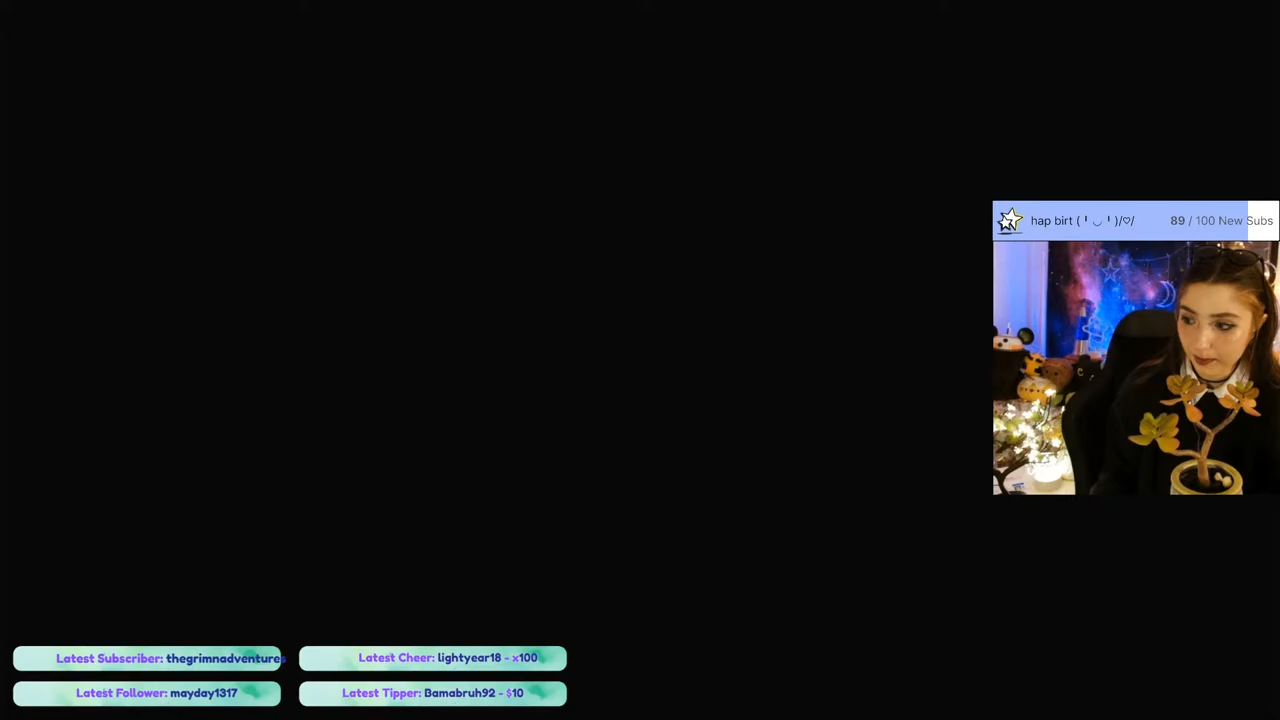 hap birt ( ╹ ◡ ╹ )/♡/ 89 / 100 New Subs
Latest Subscriber: thegrimnadventures
Latest Cheer: lightyear18 - x100
Latest Follower: mayday1317
Latest Tipper: Bamabruh92 - $10